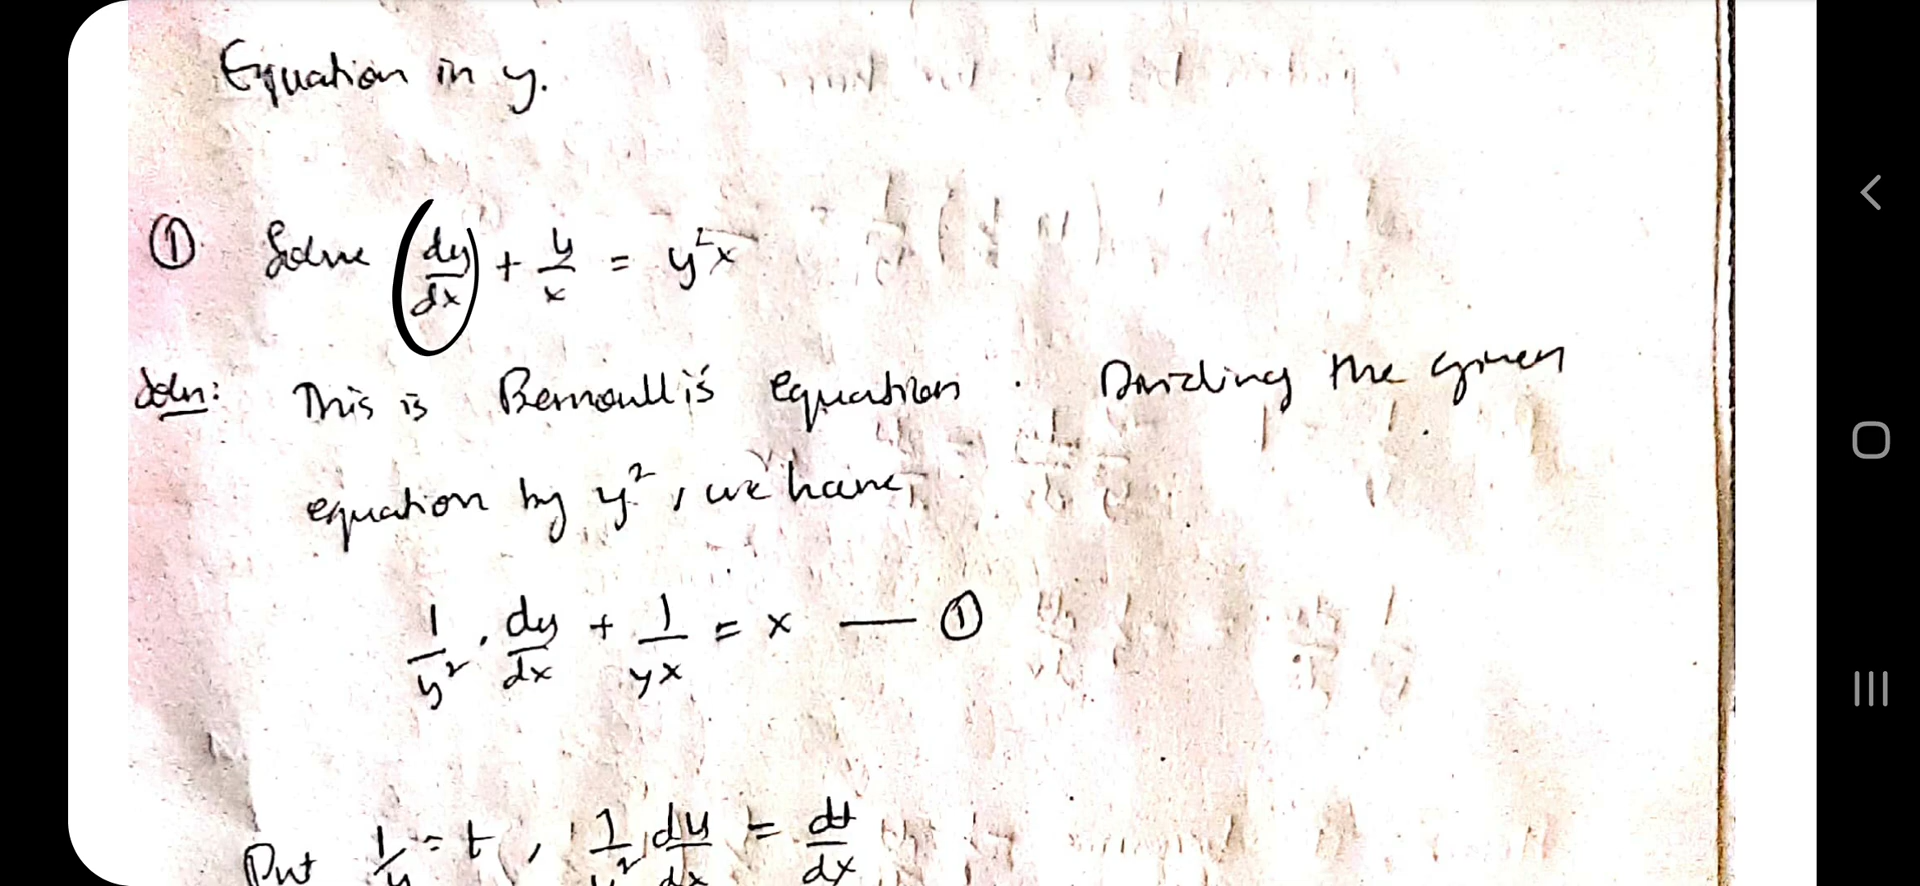 Equation in y.
① Solve (dy/dx) + y/x = y²x
Soln: This is Bernoulli's equation. Dividing the given
equation by y², we have,
1/y² . dy/dx + 1/yx = x — ①
Put 1/y = t, 1/y² dy/dx = dt/dx